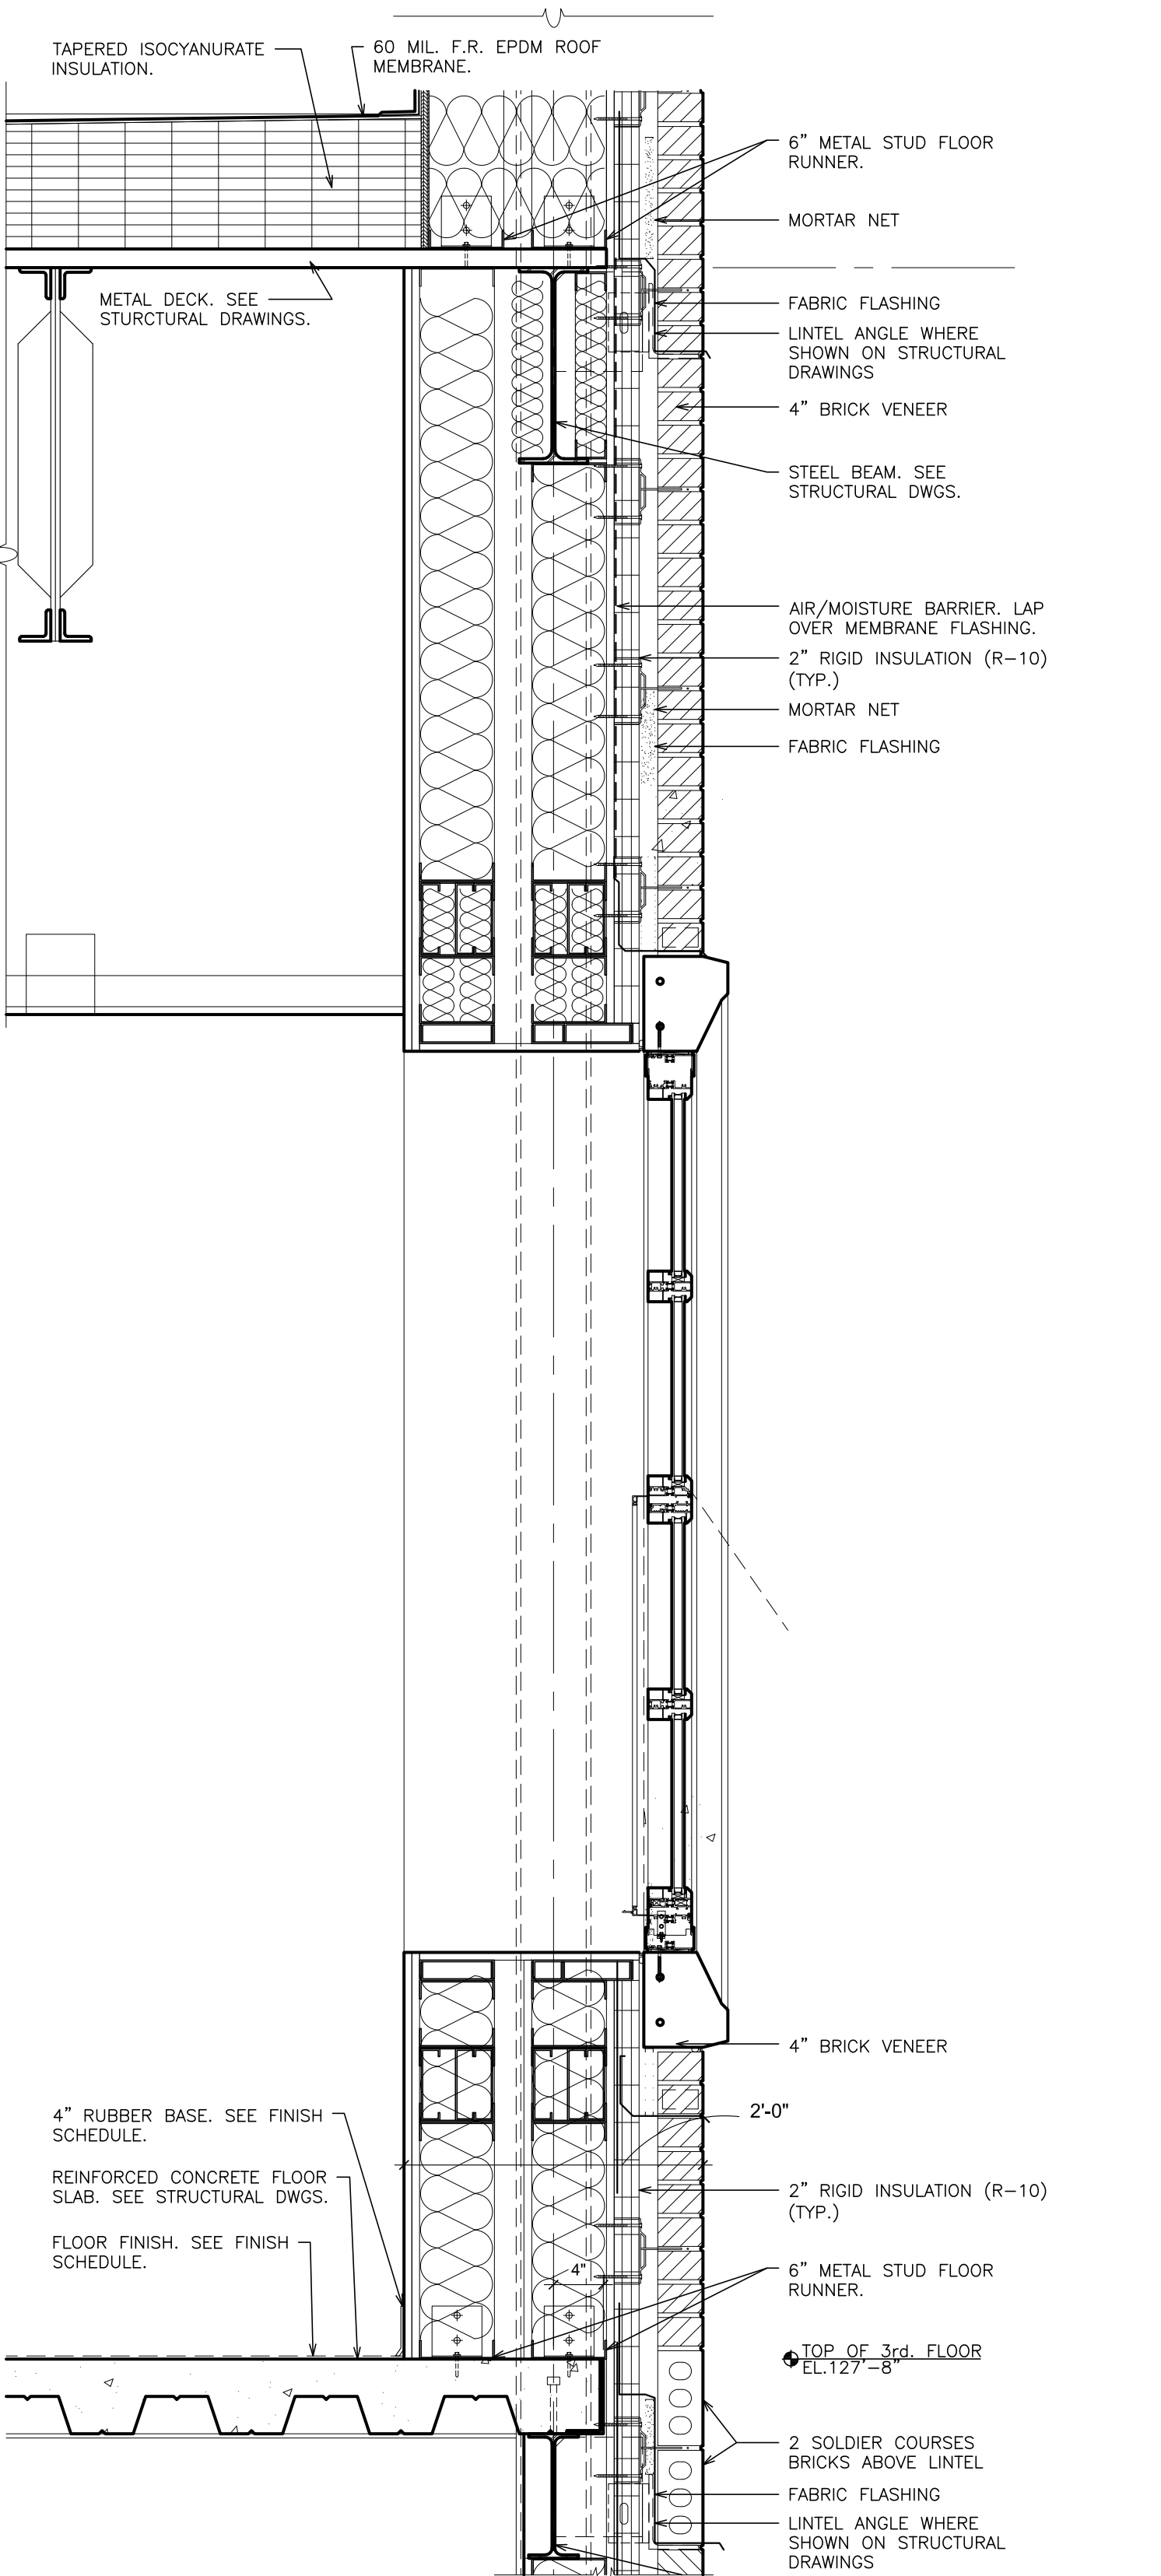 TAPERED ISOCYANURATE
INSULATION.
60 MIL. F.R. EPDM ROOF
MEMBRANE.
6” METAL STUD FLOOR
RUNNER.
MORTAR NET
METAL DECK. SEE
STURCTURAL DRAWINGS.
FABRIC FLASHING
LINTEL ANGLE WHERE
SHOWN ON STRUCTURAL
DRAWINGS
4” BRICK VENEER
STEEL BEAM. SEE
STRUCTURAL DWGS.
AIR/MOISTURE BARRIER. LAP
OVER MEMBRANE FLASHING.
2” RIGID INSULATION (R-10)
(TYP.)
MORTAR NET
FABRIC FLASHING
4” BRICK VENEER
2'-0"
4” RUBBER BASE. SEE FINISH
SCHEDULE.
REINFORCED CONCRETE FLOOR
SLAB. SEE STRUCTURAL DWGS.
FLOOR FINISH. SEE FINISH
SCHEDULE.
2” RIGID INSULATION (R-10)
(TYP.)
4"
6” METAL STUD FLOOR
RUNNER.
TOP OF 3rd. FLOOR
EL.127'-8”
2 SOLDIER COURSES
BRICKS ABOVE LINTEL
FABRIC FLASHING
LINTEL ANGLE WHERE
SHOWN ON STRUCTURAL
DRAWINGS